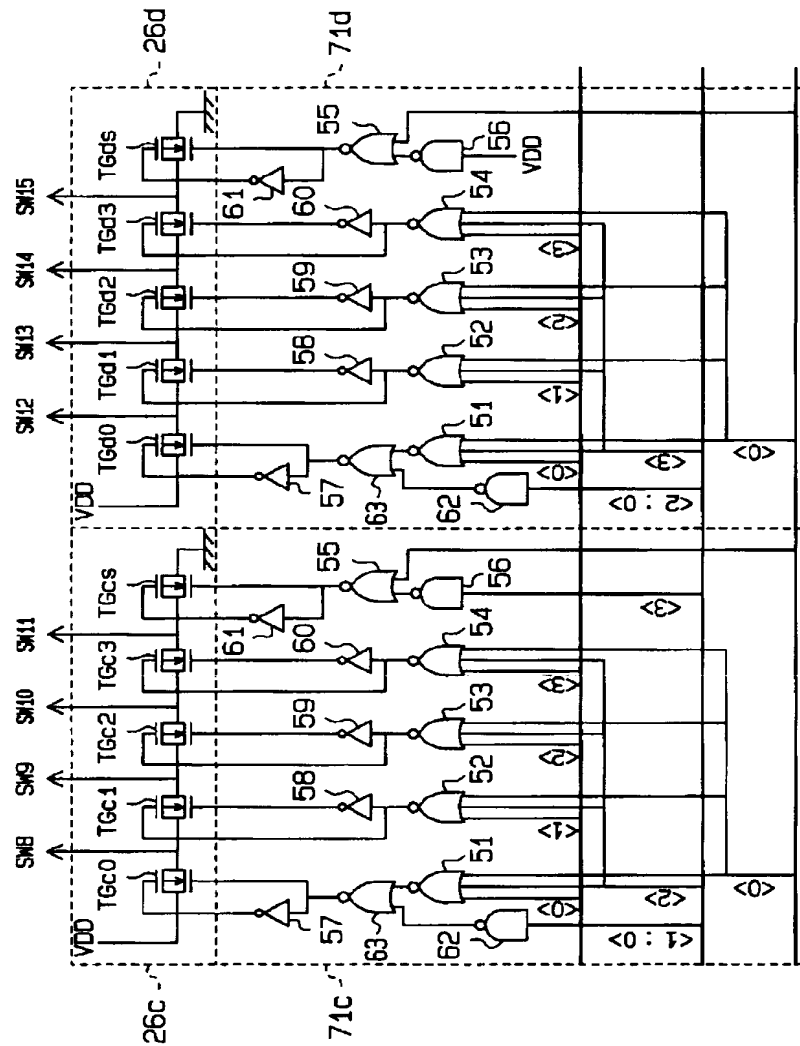 SW8 SW9 SW10 SW11 SW12 SW13 SW14 SW15
VDD VDD
TGc0 TGc1 TGc2 TGc3 TGcs TGd0 TGd1 TGd2 TGd3 TGds
26c 26d
61 61
58 59 60 58 59 60
57 57
71c 71d
55 55
63 63
62 51 52 53 54 56 62 51 52 53 54 56
VDD
<0> <1> <2> <3> <0> <1> <2> <3>
<1:0> <2> <3> <2:0> <3>
<0> <0>